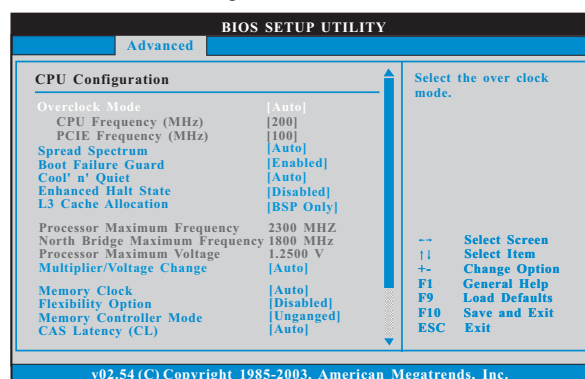 BIOS SETUP UTILITY
Advanced
CPU Configuration
Overclock Mode [Auto]
CPU Frequency (MHz) [200]
PCIE Frequency (MHz) [100]
Spread Spectrum [Auto]
Boot Failure Guard [Enabled]
Cool' n' Quiet [Auto]
Enhanced Halt State [Disabled]
L3 Cache Allocation [BSP Only]
Processor Maximum Frequency 2300 MHZ
North Bridge Maximum Frequency 1800 MHz
Processor Maximum Voltage 1.2500 V
Multiplier/Voltage Change [Auto]
Memory Clock [Auto]
Flexibility Option [Disabled]
Memory Controller Mode [Unganged]
CAS Latency (CL) [Auto]
Select the over clock
mode.
←→ Select Screen
↑↓ Select Item
+- Change Option
F1 General Help
F9 Load Defaults
F10 Save and Exit
ESC Exit
v02.54 (C) Copyright 1985-2003, American Megatrends, Inc.